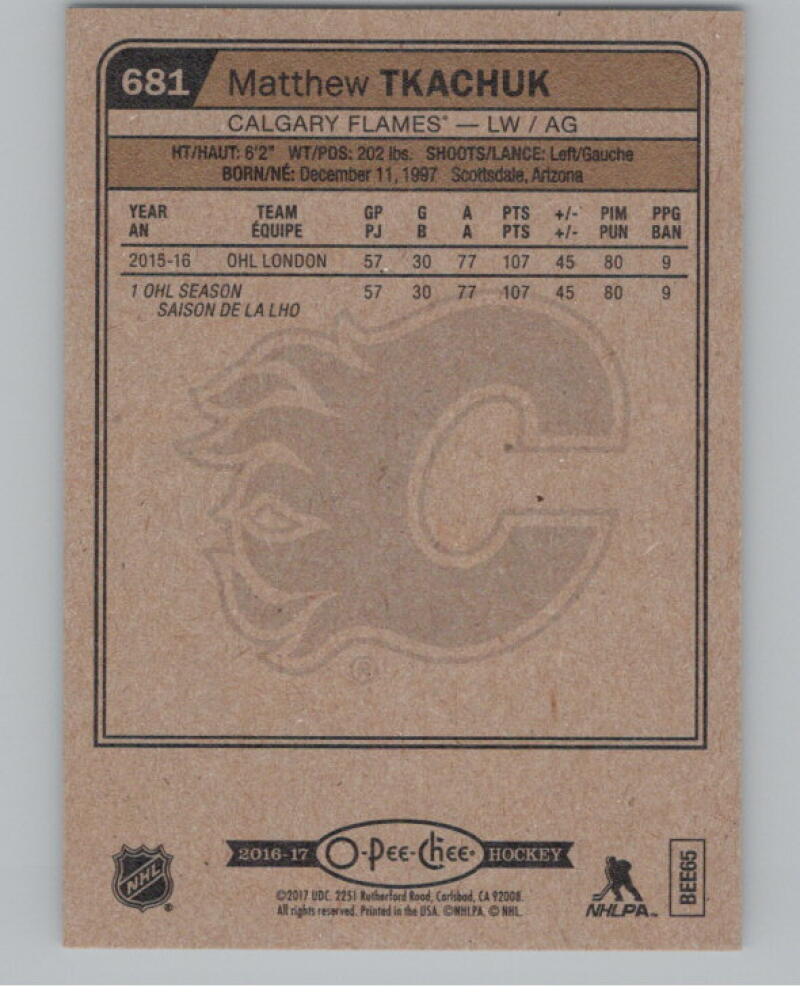 681 Matthew TKACHUK
CALGARY FLAMES® — LW / AG
HT/HAUT: 6'2" WT/PDS: 202 lbs. SHOOTS/LANCE: Left/Gauche
BORN/NÉ: December 11, 1997 Scottsdale, Arizona
YEAR TEAM GP G A PTS +/- PIM PPG
AN ÉQUIPE PJ B A PTS +/- PUN BAN
2015-16 OHL LONDON 57 30 77 107 45 80 9
1 OHL SEASON 57 30 77 107 45 80 9
SAISON DE LA LHO
®
2016-17 O-Pee-Chee® HOCKEY
NHL ®
©2017 UDC. 2251 Rutherford Road, Carlsbad, CA 92008.
All rights reserved. Printed in the USA. ©NHLPA. © NHL.
NHLPA™
BEE65